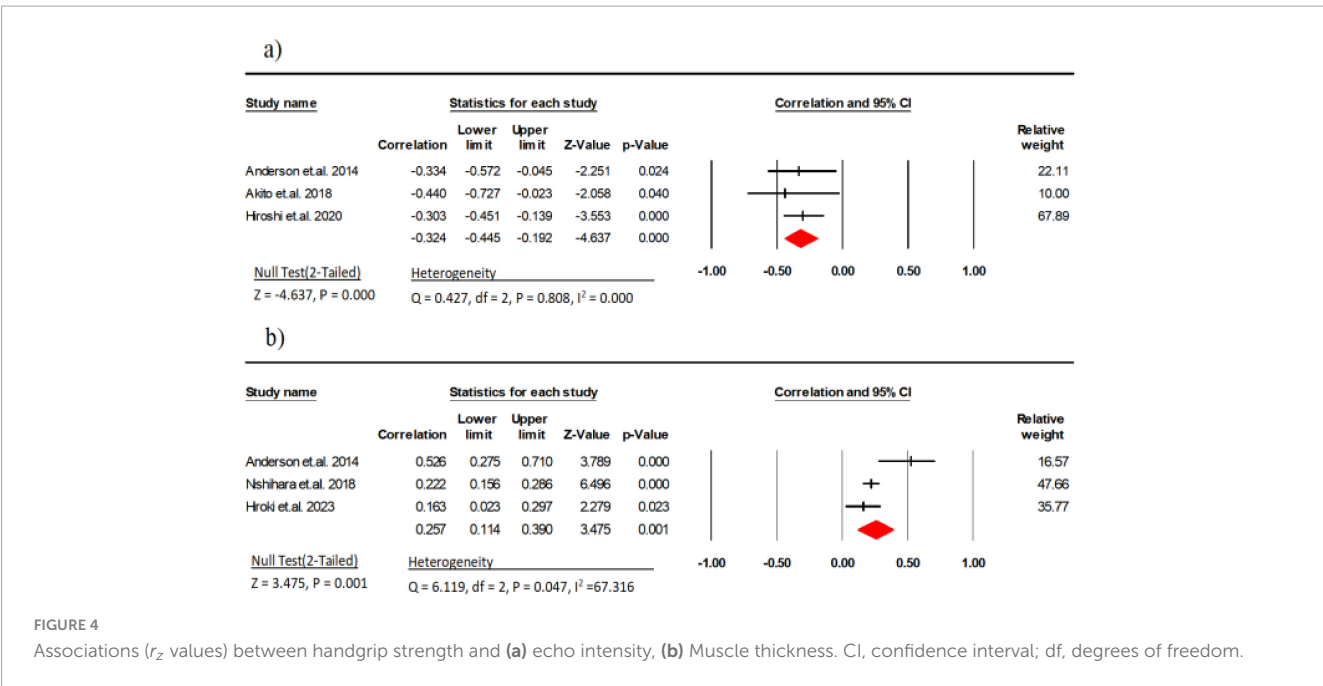 a)
Study name Statistics for each study Correlation and 95% CI
Lower Upper Relative
Correlation limit limit Z-Value p-Value weight
Anderson et.al. 2014 -0.334 -0.572 -0.045 -2.251 0.024 22.11
Akito et.al. 2018 -0.440 -0.727 -0.023 -2.058 0.040 10.00
Hiroshi et.al. 2020 -0.303 -0.451 -0.139 -3.553 0.000 67.89
-0.324 -0.445 -0.192 -4.637 0.000
-1.00 -0.50 0.00 0.50 1.00
Null Test(2-Tailed) Heterogeneity
Z = -4.637, P = 0.000 Q = 0.427, df = 2, P = 0.808, I² = 0.000
b)
Study name Statistics for each study Correlation and 95% CI
Lower Upper Relative
Correlation limit limit Z-Value p-Value weight
Anderson et.al. 2014 0.526 0.275 0.710 3.789 0.000 16.57
Nishihara et.al. 2018 0.222 0.156 0.286 6.496 0.000 47.66
Hiroki et.al. 2023 0.163 0.023 0.297 2.279 0.023 35.77
0.257 0.114 0.390 3.475 0.001
Null Test(2-Tailed) Heterogeneity -1.00 -0.50 0.00 0.50 1.00
Z = 3.475, P = 0.001 Q = 6.119, df = 2, P = 0.047, I² =67.316
FIGURE 4
Associations (rz values) between handgrip strength and (a) echo intensity, (b) Muscle thickness. CI, confidence interval; df, degrees of freedom.